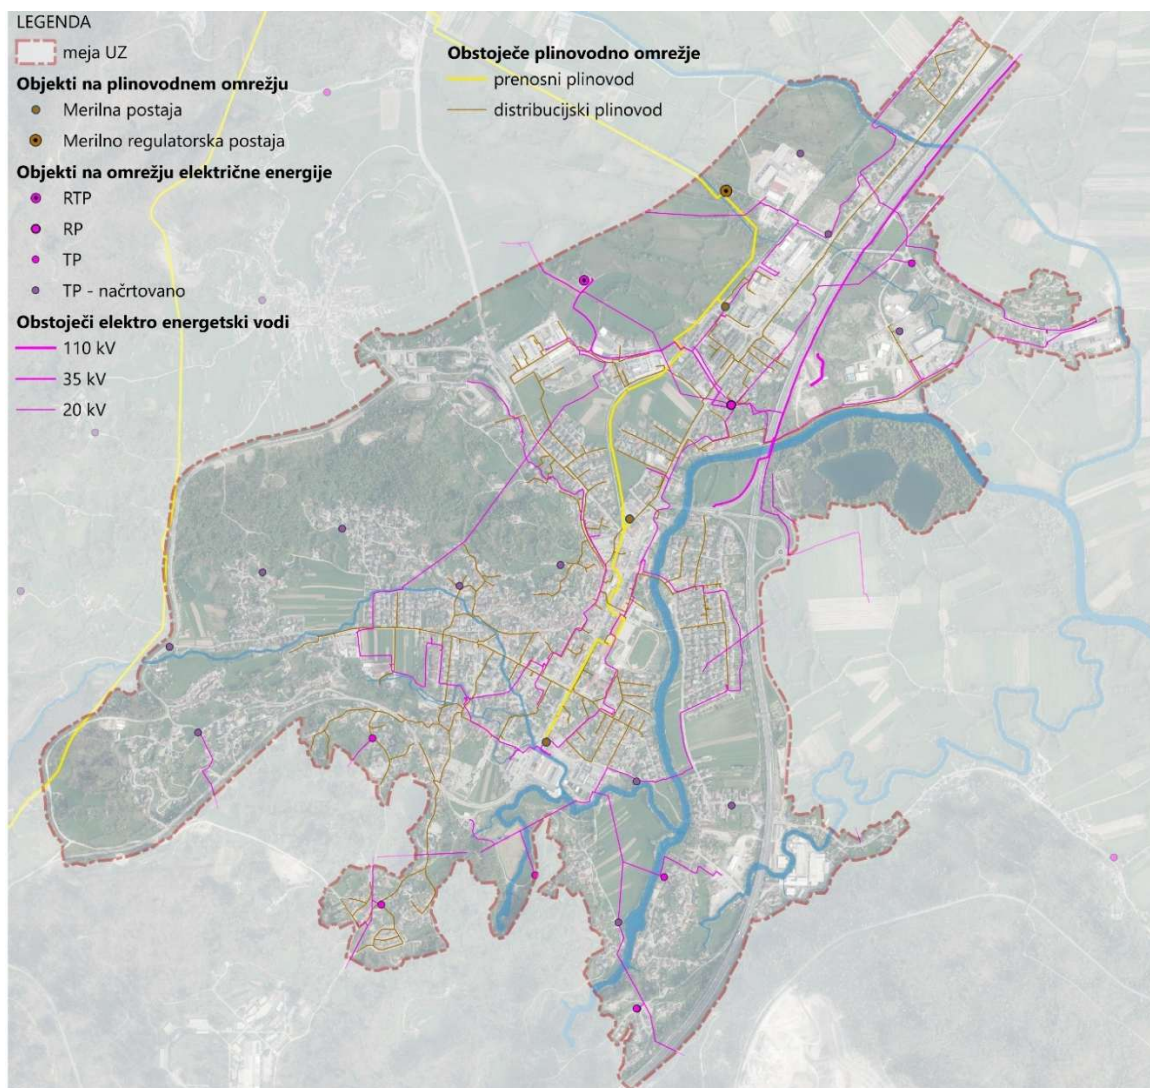 LEGENDA
meja UZ
Objekti na plinovodnem omrežju
Merilna postaja
Merilno regulatorska postaja
Objekti na omrežju električne energije
RTP
RP
TP
TP - načrtovano
Obstoječi elektro energetski vodi
110 kV
35 kV
20 kV
Obstoječe plinovodno omrežje
prenosni plinovod
distribucijski plinovod